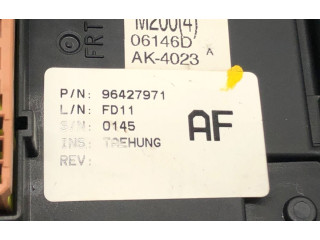 FRT
M200(4)
06146D
AK-4023 A
P/N: 96427971
L/N: FD11
S/N: 0145
INS: TAEHUNG
REV:
AF